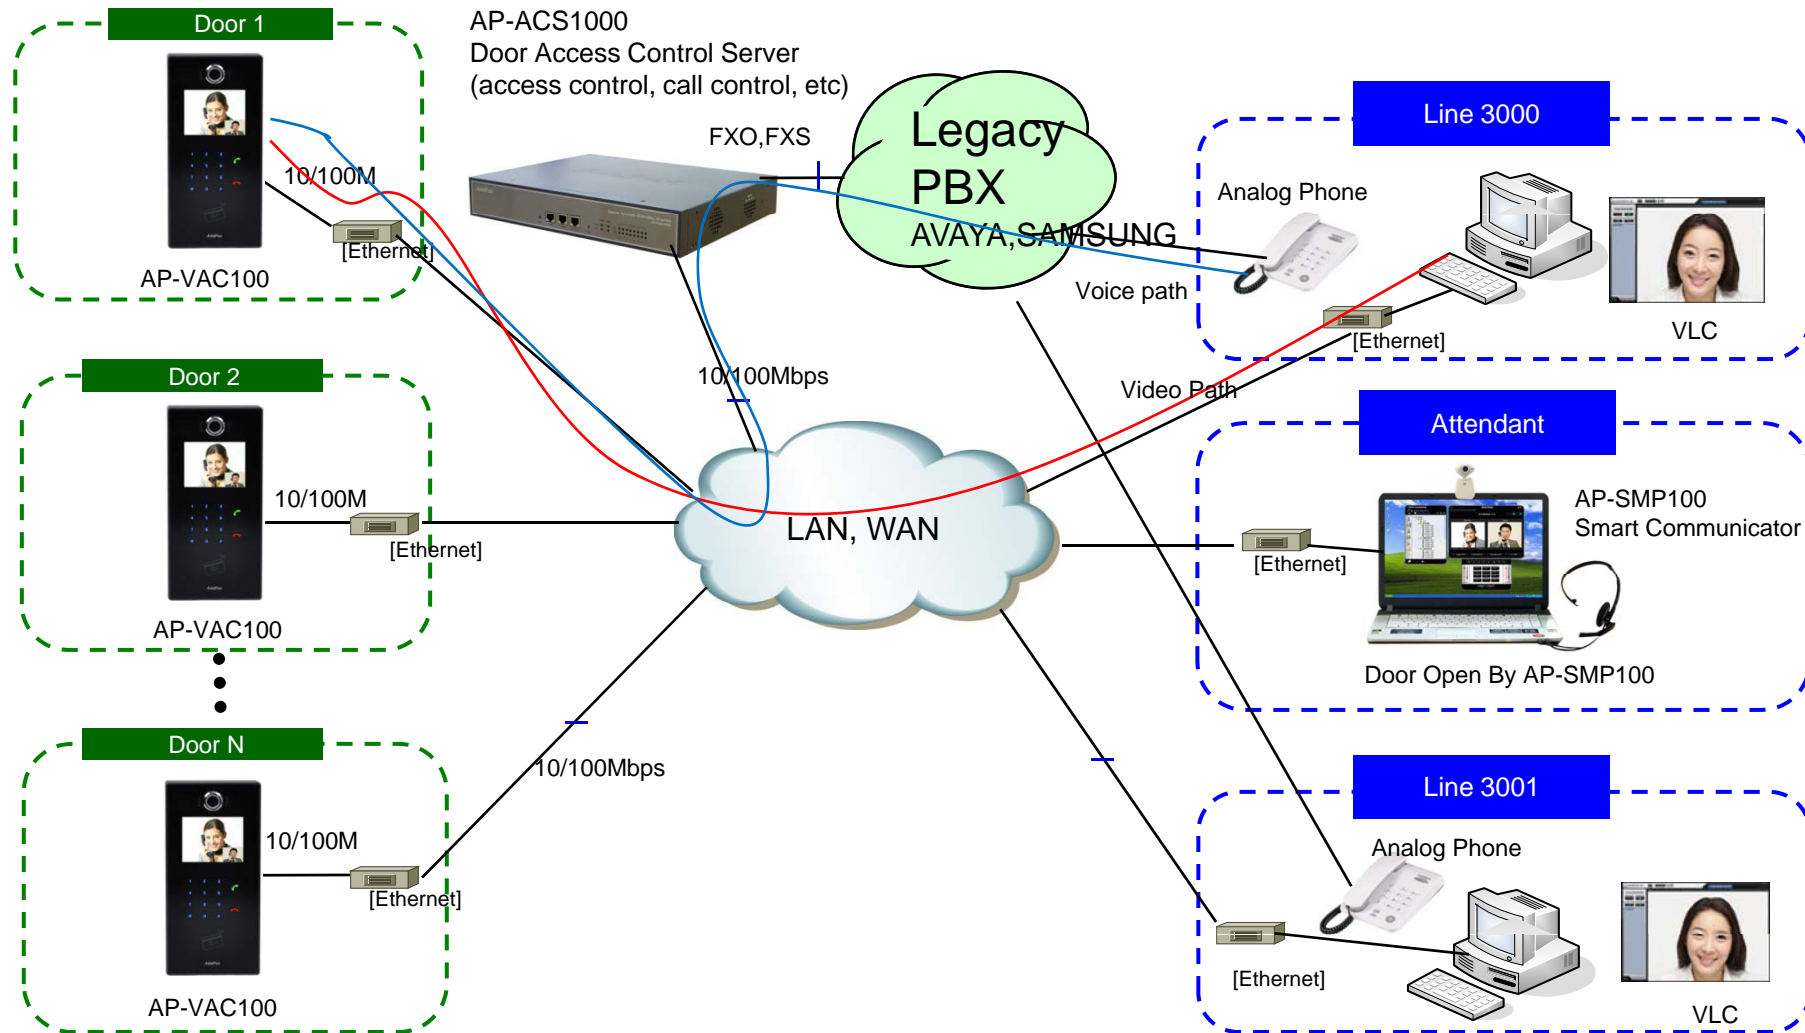 Door 1
10/100M
[Ethernet]
AP-VAC100
Door 2
10/100M
[Ethernet]
AP-VAC100
Door N
10/100M
[Ethernet]
AP-VAC100
AP-ACS1000
Door Access Control Server
(access control, call control, etc)
FXO,FXS
Legacy
PBX
AVAYA,SAMSUNG
10/100Mbps
LAN, WAN
10/100Mbps
Voice path
Video Path
Line 3000
Analog Phone
[Ethernet]
VLC
Attendant
AP-SMP100
Smart Communicator
[Ethernet]
Door Open By AP-SMP100
Line 3001
Analog Phone
[Ethernet]
VLC